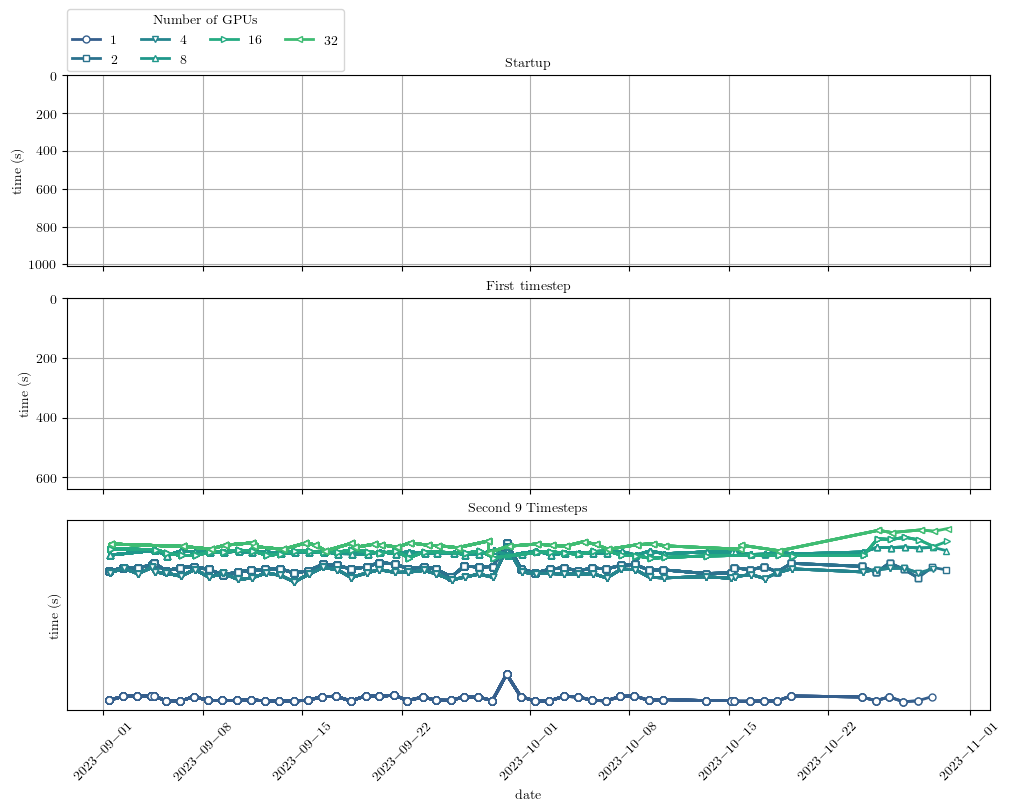 Number of GPUs
1 4 16 32
2 8
Startup
0
200
400
600
800
1000
time (s)
First timestep
0
200
400
600
time (s)
Second 9 Timesteps
time (s)
2023−09−01 2023−09−08 2023−09−15 2023−09−22 2023−10−01 2023−10−08 2023−10−15 2023−10−22 2023−11−01
date